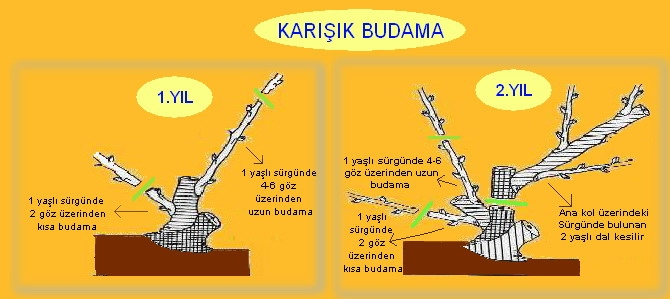 KARIŞIK BUDAMA
1.YIL
1 yaşlı sürgünde
2 göz üzerinden
kısa budama
1 yaşlı sürgünde
4-6 göz
üzerinden
uzun budama
2.YIL
1 yaşlı sürgünde 4-6
göz üzerinden uzun
budama
1 yaşlı
sürgünde
2 göz
üzerinden
kısa budama
Ana kol üzerindeki
Sürgünde bulunan
2 yaşlı dal kesilir